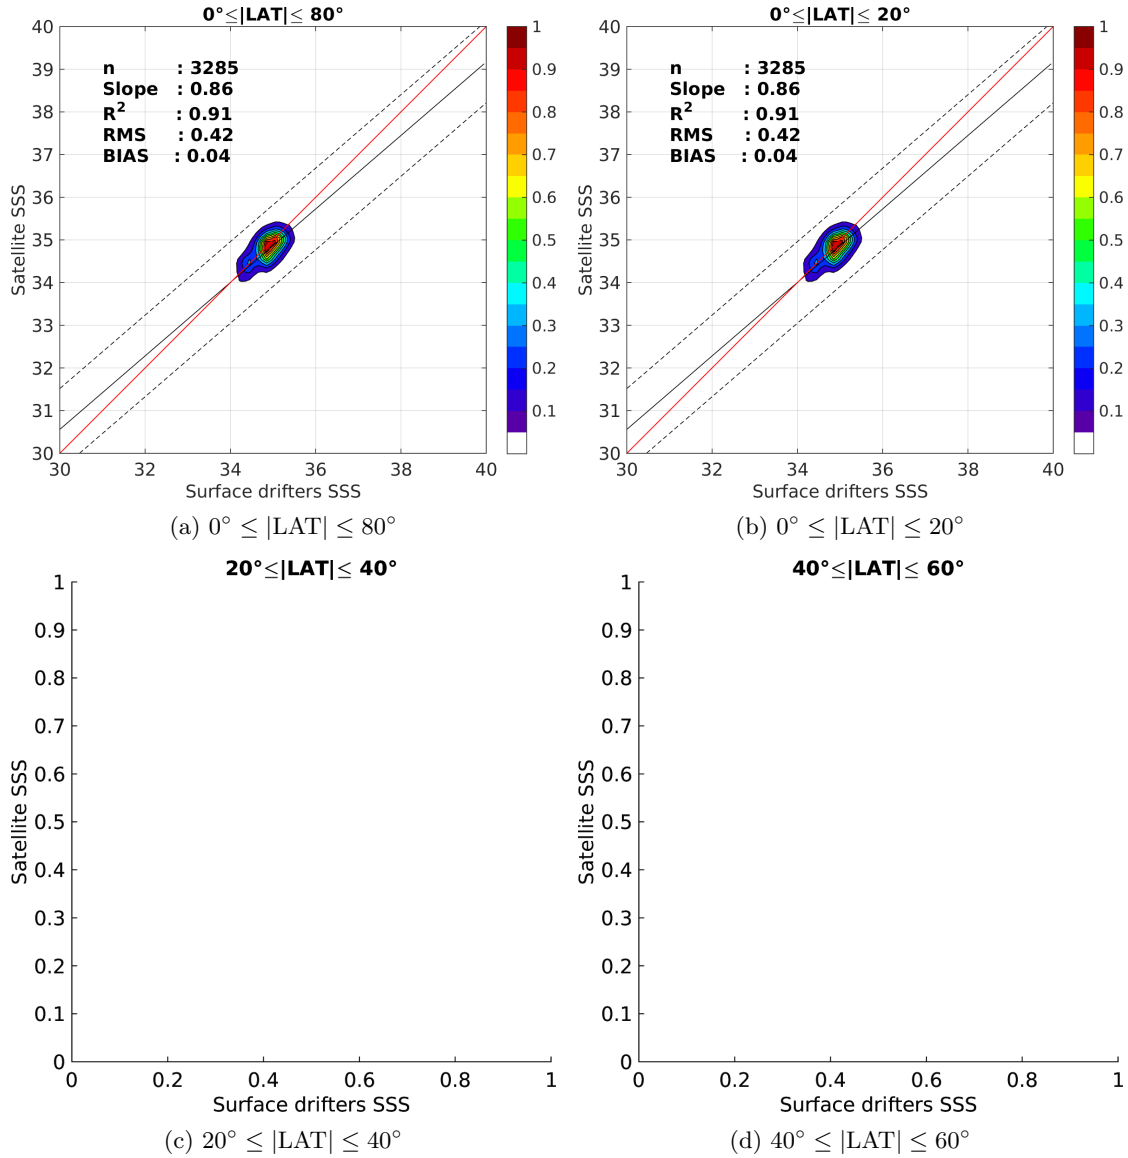 0°≤|LAT|≤ 80°
40
39
38
37
36
35
34
33
32
31
30
n : 3285
Slope : 0.86
R² : 0.91
RMS : 0.42
BIAS : 0.04
Satellite SSS
30 32 34 36 38 40
Surface drifters SSS
1
0.9
0.8
0.7
0.6
0.5
0.4
0.3
0.2
0.1
(a) 0° ≤ |LAT| ≤ 80°
0°≤|LAT|≤ 20°
40
39
38
37
36
35
34
33
32
31
30
n : 3285
Slope : 0.86
R² : 0.91
RMS : 0.42
BIAS : 0.04
Satellite SSS
30 32 34 36 38 40
Surface drifters SSS
1
0.9
0.8
0.7
0.6
0.5
0.4
0.3
0.2
0.1
(b) 0° ≤ |LAT| ≤ 20°
20°≤|LAT|≤ 40°
1
0.9
0.8
0.7
0.6
0.5
0.4
0.3
0.2
0.1
0
Satellite SSS
0 0.2 0.4 0.6 0.8 1
Surface drifters SSS
(c) 20° ≤ |LAT| ≤ 40°
40°≤|LAT|≤ 60°
1
0.9
0.8
0.7
0.6
0.5
0.4
0.3
0.2
0.1
0
Satellite SSS
0 0.2 0.4 0.6 0.8 1
Surface drifters SSS
(d) 40° ≤ |LAT| ≤ 60°